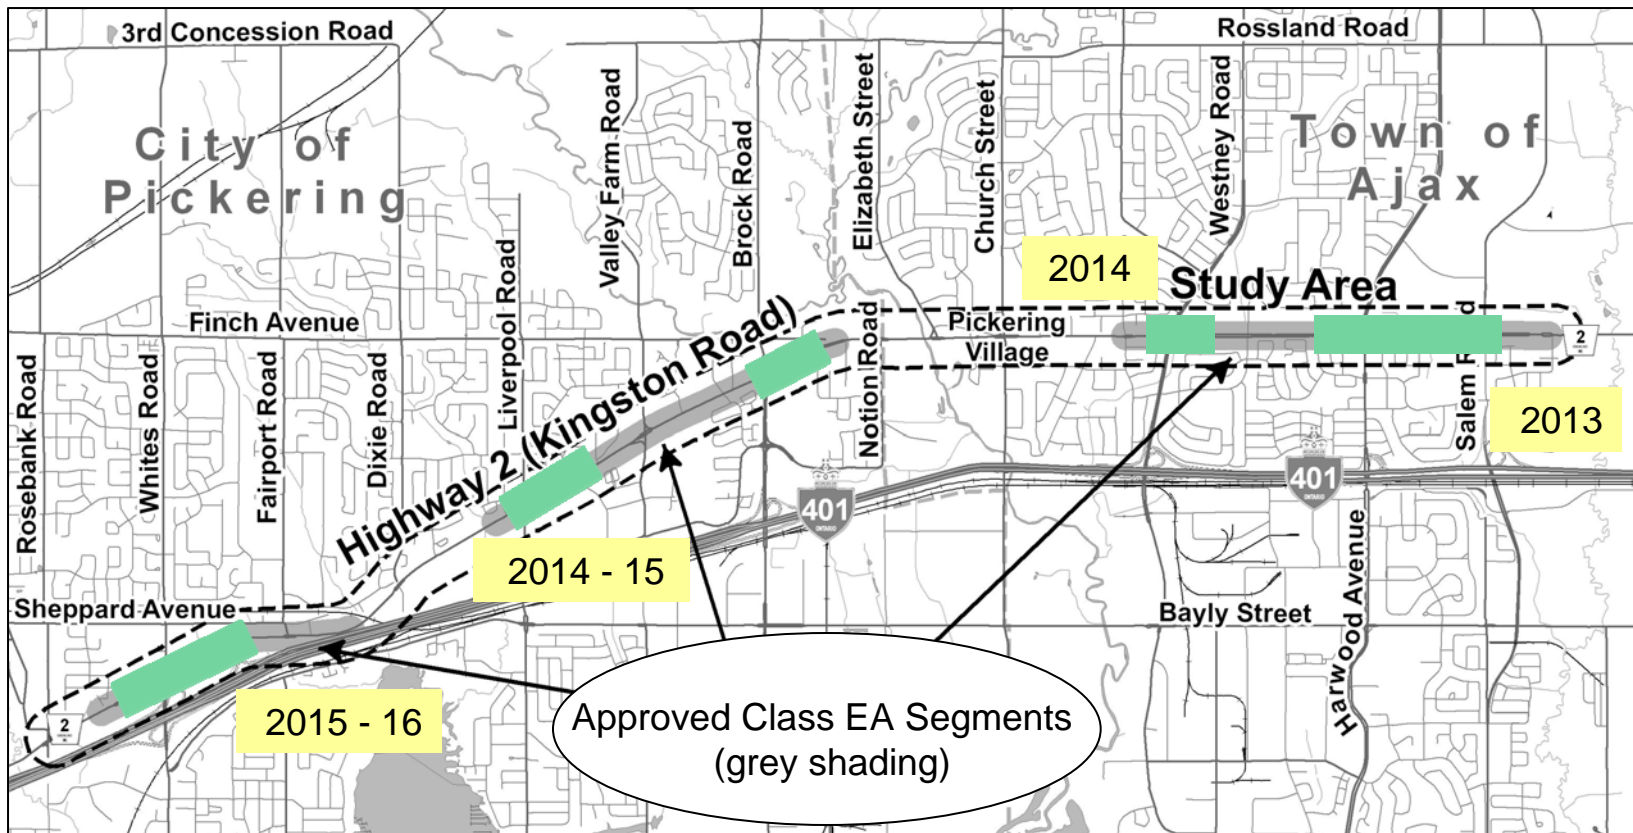 3rd Concession Road
Rossland Road
City of
Pickering
Town of
Ajax
Valley Farm Road
Brock Road
Elizabeth Street
Church Street
Westney Road
2014
Study Area
Finch Avenue
Liverpool Road
Pickering
Village
2
Rosebank Road
Whites Road
Fairport Road
Dixie Road
Highway 2 (Kingston Road)
Notion Road
Salem R d
2013
401
ONTARIO
401
ONTARIO
2014 - 15
Sheppard Avenue
Bayly Street
Harwood Avenue
2
2015 - 16
Approved Class EA Segments
(grey shading)